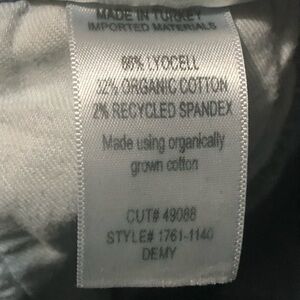 MADE IN TURKEY
IMPORTED MATERIALS
66% LYOCELL
32% ORGANIC COTTON
2% RECYCLED SPANDEX
Made using organically
grown cotton
CUT# 49088
STYLE# 1761-1140
DEMY